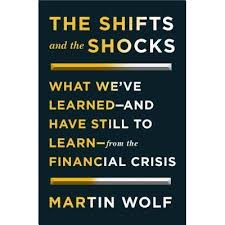 THE SHIFTS
and the SHOCKS
WHAT WE'VE
LEARNED—AND
HAVE STILL TO
LEARN—from the
FINANCIAL CRISIS
MARTIN WOLF